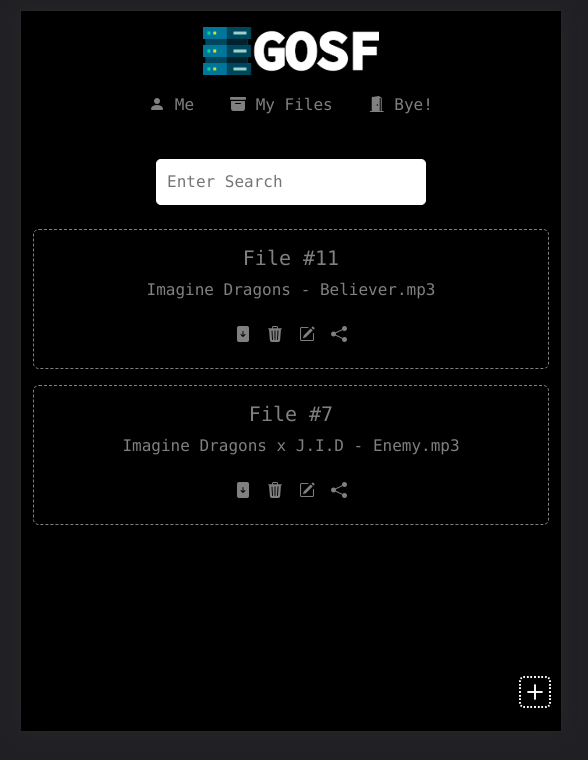 GOSF
Me My Files Bye!
Enter Search
File #11
Imagine Dragons - Believer.mp3
File #7
Imagine Dragons x J.I.D - Enemy.mp3